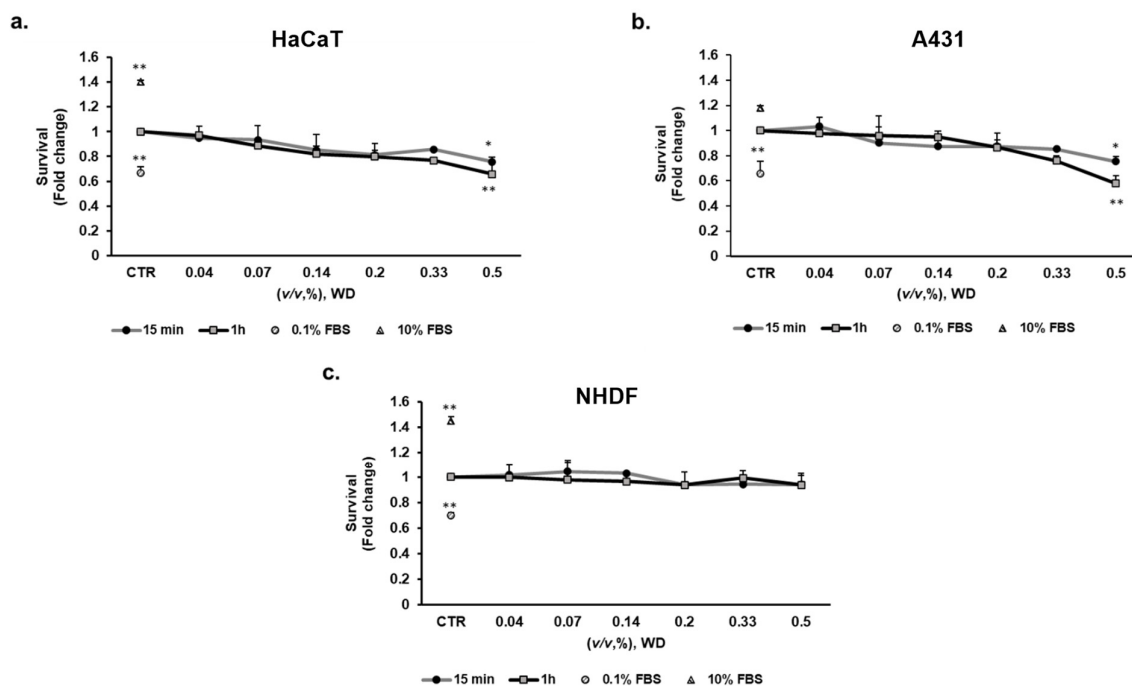 a.
HaCaT
**
**
*
**
1.6
1.4
1.2
1
0.8
0.6
0.4
0.2
0
Survival
(Fold change)
CTR 0.04 0.07 0.14 0.2 0.33 0.5
(v/v,%), WD
15 min 1h 0.1% FBS 10% FBS
b.
A431
**
*
**
1.6
1.4
1.2
1
0.8
0.6
0.4
0.2
0
Survival
(Fold change)
CTR 0.04 0.07 0.14 0.2 0.33 0.5
(v/v,%), WD
15 min 1h 0.1% FBS 10% FBS
c.
NHDF
**
**
1.6
1.4
1.2
1
0.8
0.6
0.4
0.2
0
Survival
(Fold change)
CTR 0.04 0.07 0.14 0.2 0.33 0.5
(v/v,%), WD
15 min 1h 0.1% FBS 10% FBS